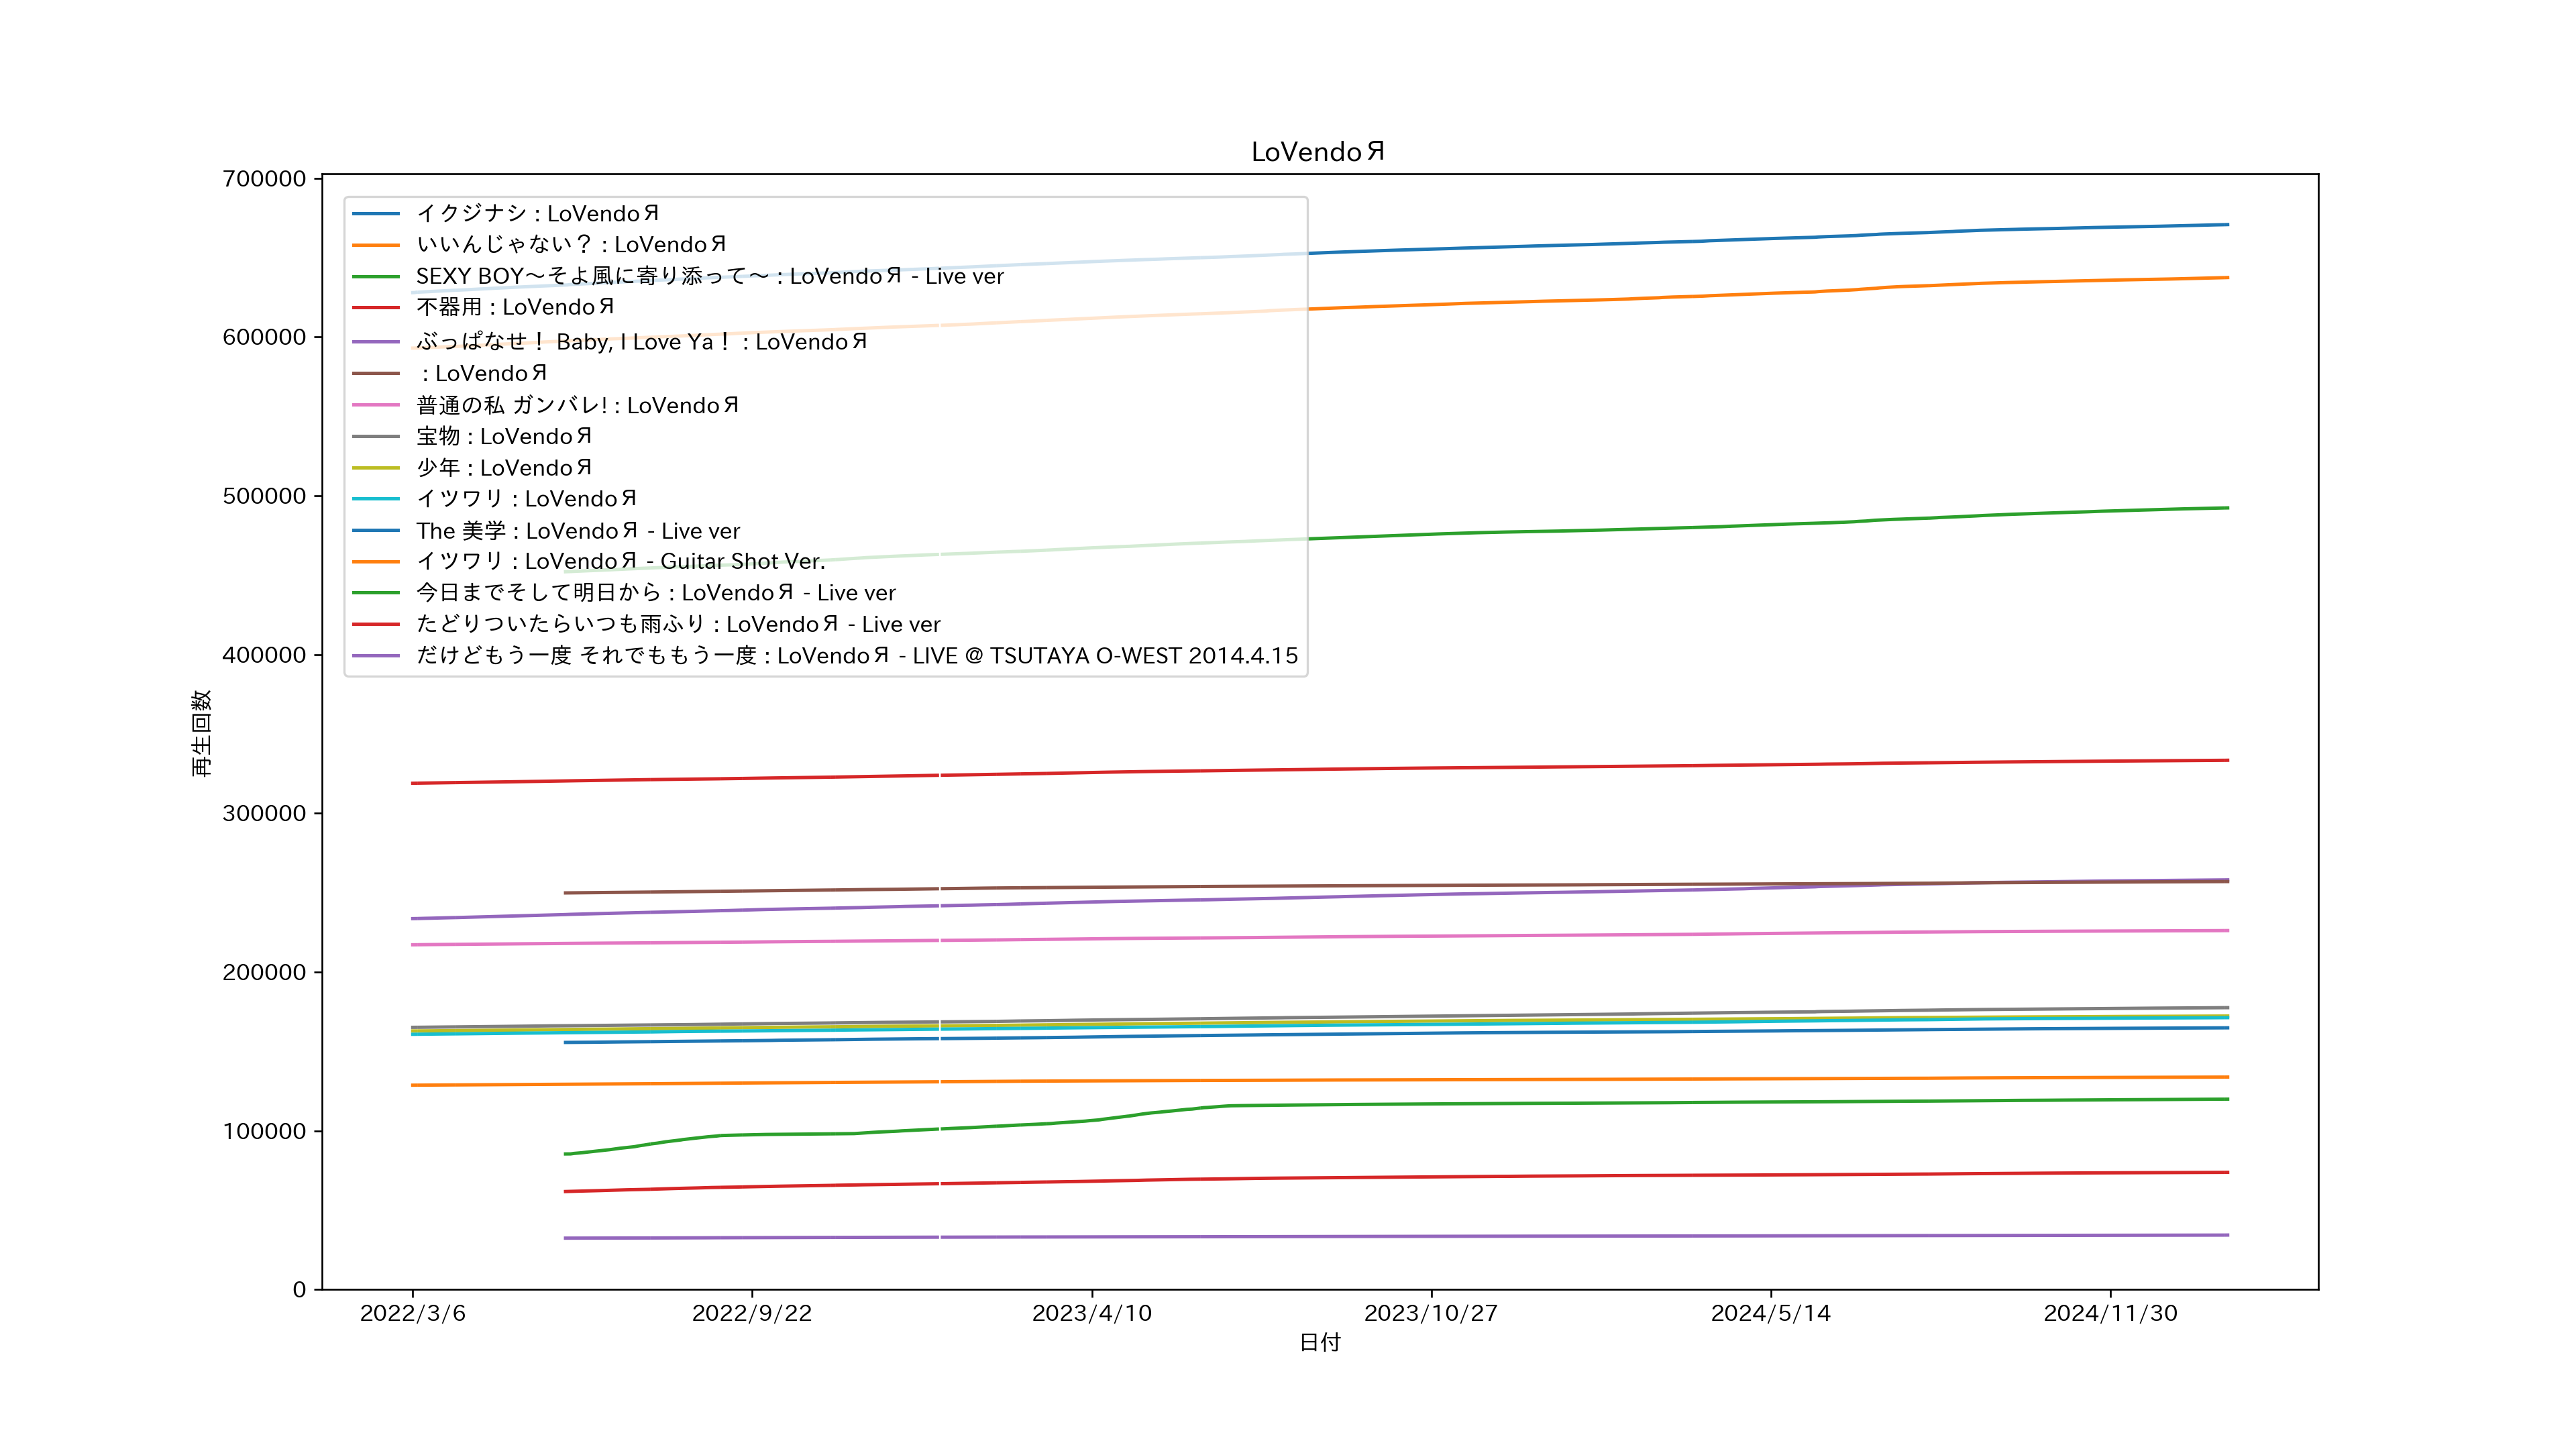 LoVendoЯ
700000
600000
500000
400000
300000
200000
100000
0
再生回数
イクジナシ : LoVendoЯ
いいんじゃない？ : LoVendoЯ
SEXY BOY～そよ風に寄り添って～ : LoVendoЯ - Live ver
不器用 : LoVendoЯ
ぶっぱなせ！ Baby, I Love Ya！ : LoVendoЯ
: LoVendoЯ
普通の私 ガンバレ! : LoVendoЯ
宝物 : LoVendoЯ
少年 : LoVendoЯ
イツワリ : LoVendoЯ
The 美学 : LoVendoЯ - Live ver
イツワリ : LoVendoЯ - Guitar Shot Ver.
今日までそして明日から : LoVendoЯ - Live ver
たどりついたらいつも雨ふり : LoVendoЯ - Live ver
だけどもう一度 それでももう一度 : LoVendoЯ - LIVE @ TSUTAYA O-WEST 2014.4.15
2022/3/6
2022/9/22
2023/4/10
2023/10/27
2024/5/14
2024/11/30
日付